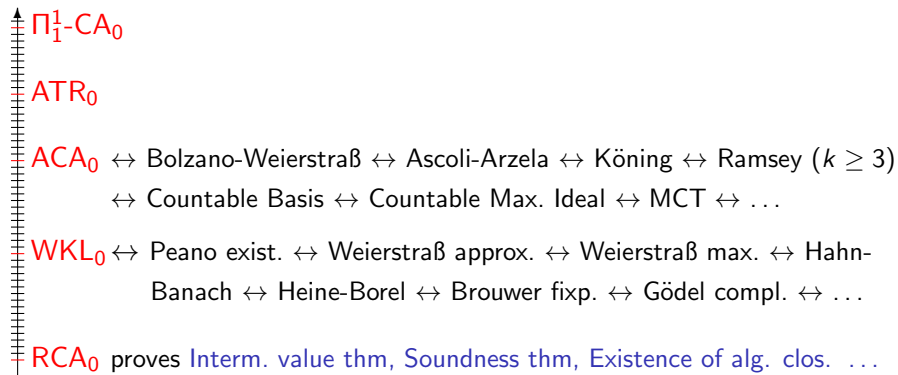 Π¹₁-CA₀
ATR₀
ACA₀ ↔ Bolzano-Weierstraß ↔ Ascoli-Arzela ↔ Köning ↔ Ramsey (k ≥ 3)
↔ Countable Basis ↔ Countable Max. Ideal ↔ MCT ↔ ...
WKL₀ ↔ Peano exist. ↔ Weierstraß approx. ↔ Weierstraß max. ↔ Hahn-
Banach ↔ Heine-Borel ↔ Brouwer fixp. ↔ Gödel compl. ↔ ...
RCA₀ proves Interm. value thm, Soundness thm, Existence of alg. clos. ...